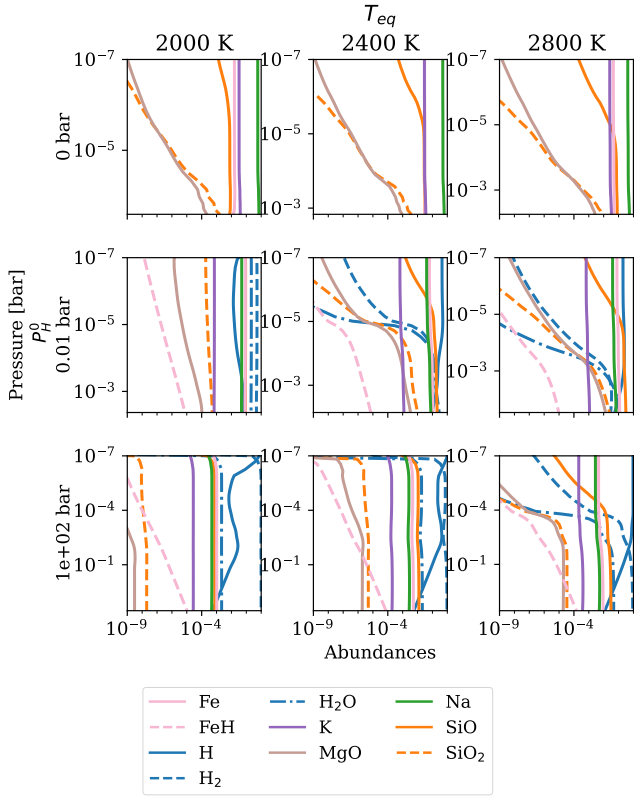 T_eq
2000 K 2400 K 2800 K
10⁻⁷ 10⁻⁷ 10⁻⁷
10⁻⁵ 10⁻⁵ 10⁻⁵
10⁻³ 10⁻³
0 bar
10⁻⁷ 10⁻⁷ 10⁻⁷
10⁻⁵ 10⁻⁵ 10⁻⁵
10⁻³ 10⁻³ 10⁻³
Pressure [bar]
P_H^0
0.01 bar
10⁻⁷ 10⁻⁷ 10⁻⁷
10⁻⁴ 10⁻⁴ 10⁻⁴
10⁻¹ 10⁻¹ 10⁻¹
1e+02 bar
10⁻⁹ 10⁻⁴ 10⁻⁹ 10⁻⁴ 10⁻⁹ 10⁻⁴
Abundances
Fe H₂O Na
FeH K SiO
H MgO SiO₂
H₂